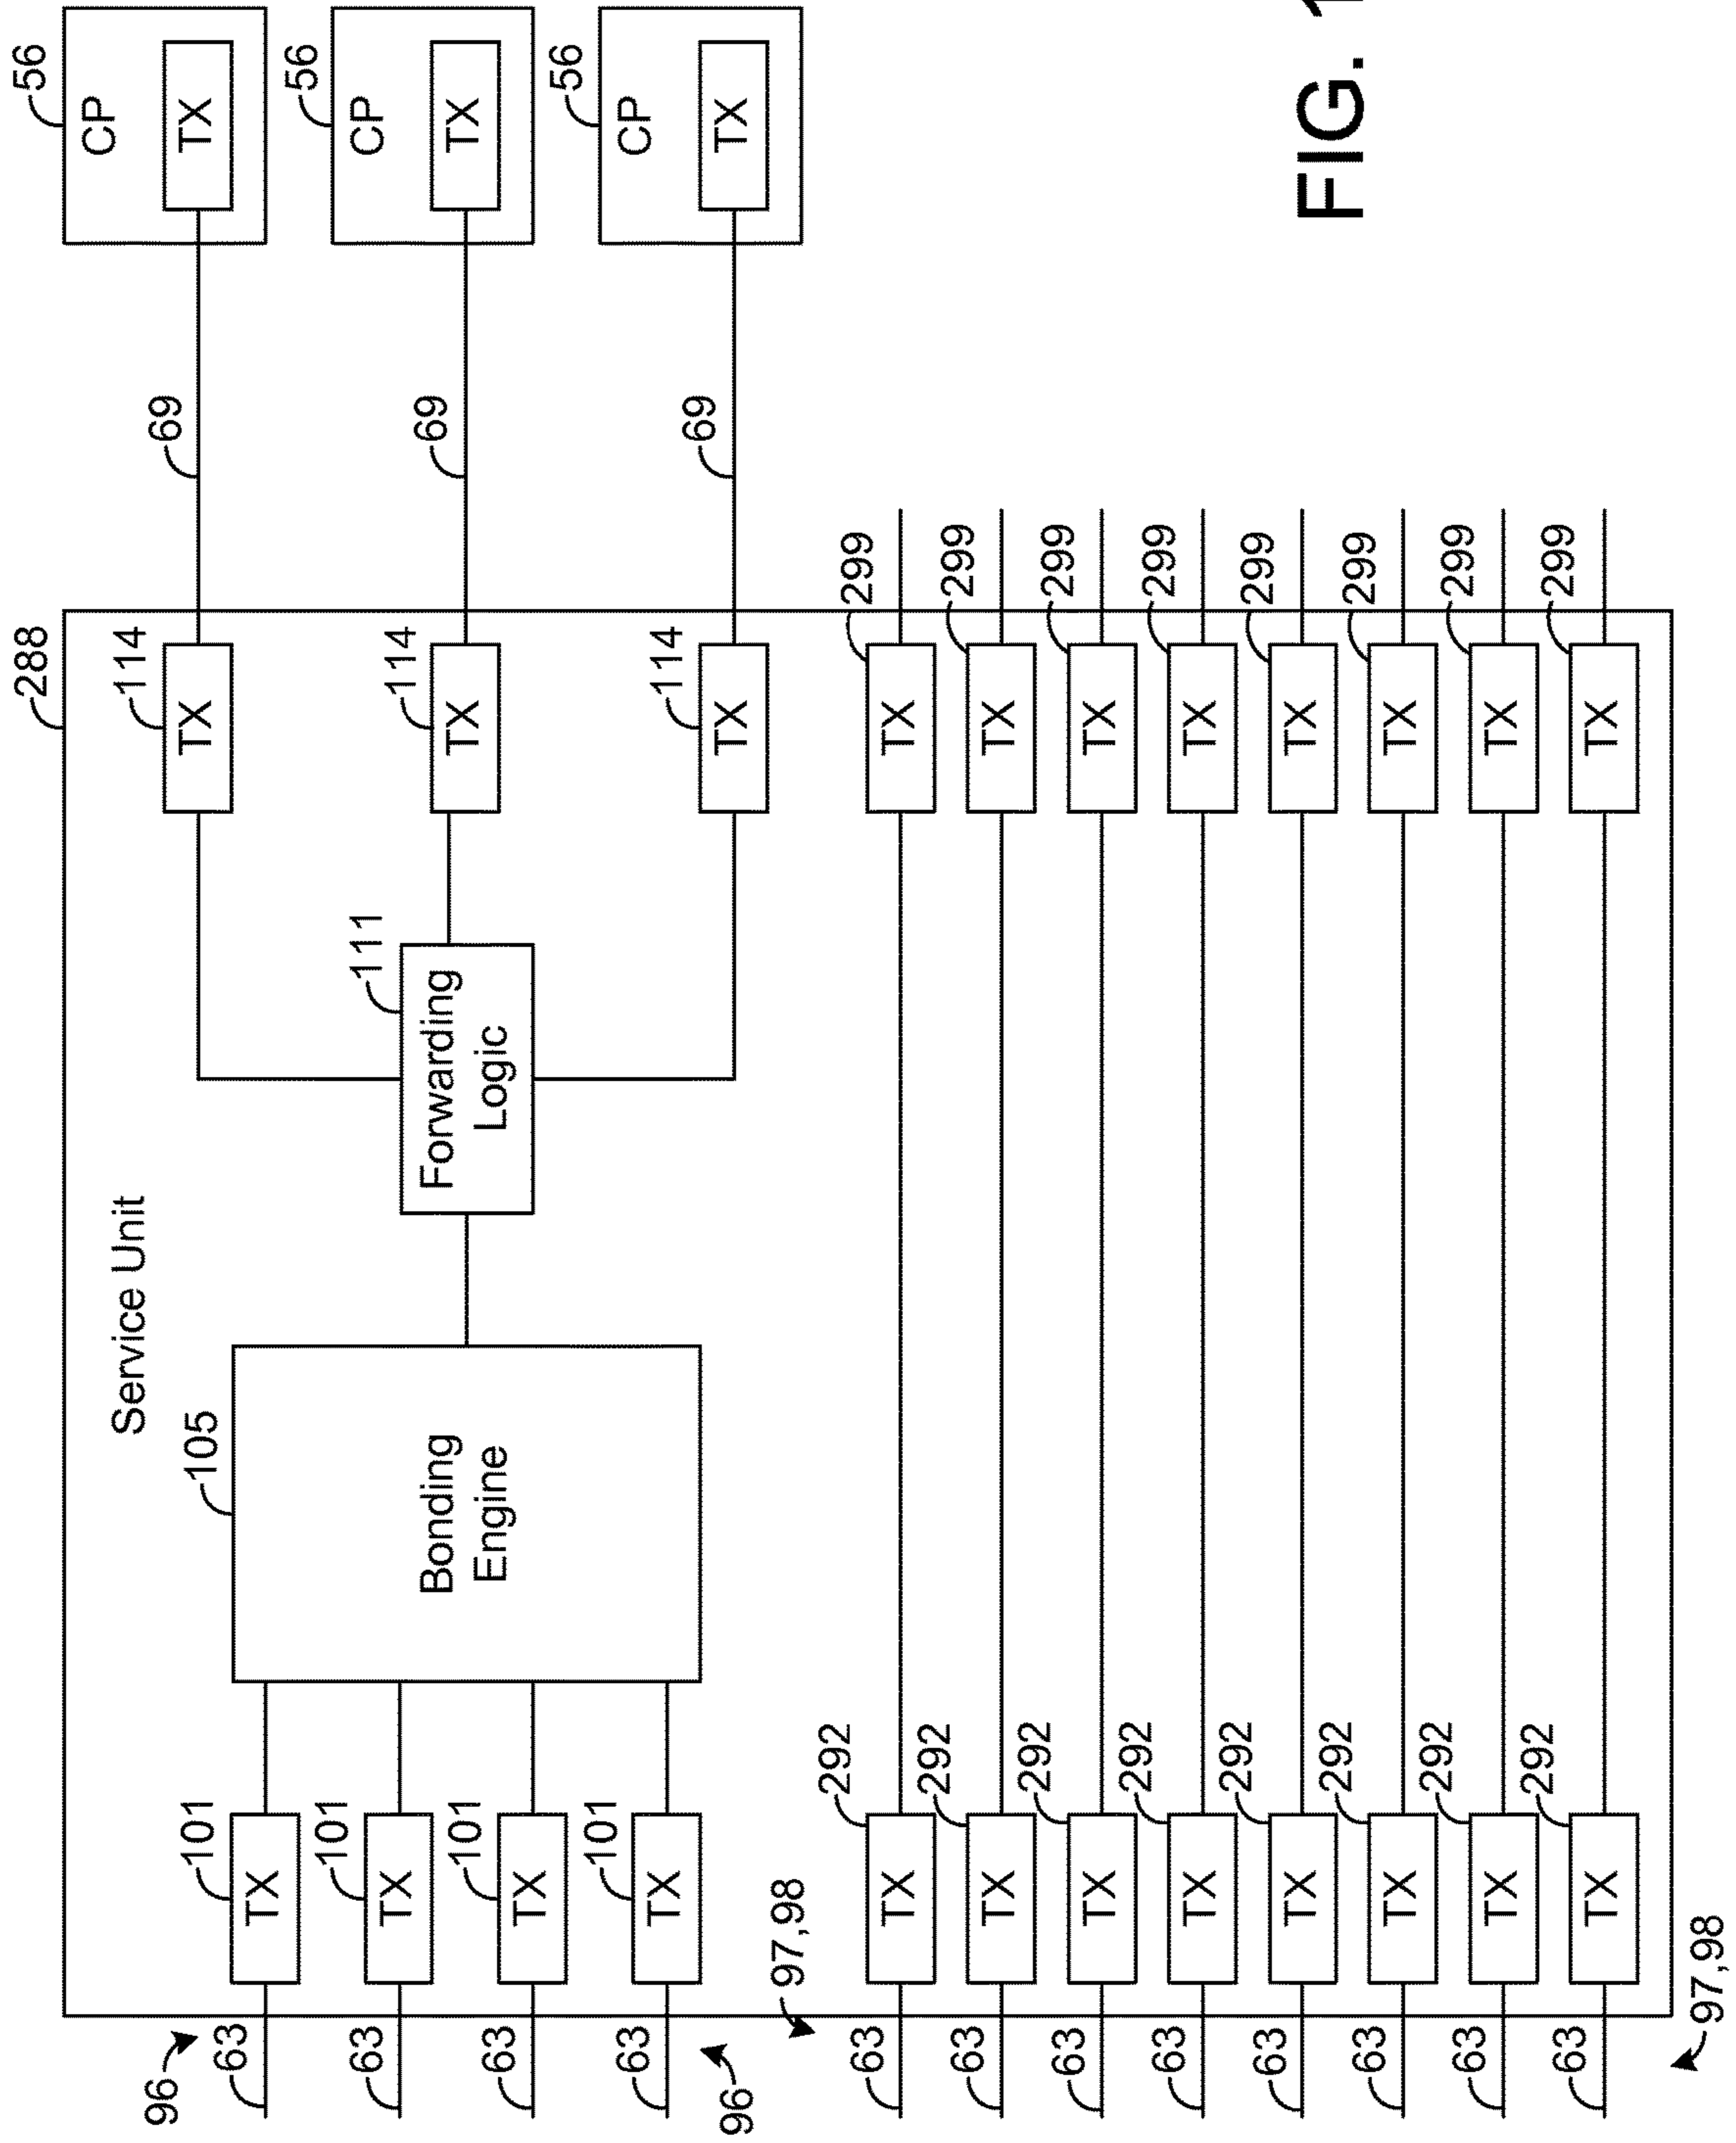 288
Service Unit
96
63
101
TX
63
101
TX
63
101
TX
63
101
TX
96
105
Bonding
Engine
111
Forwarding
Logic
114
TX
114
TX
114
TX
69
69
69
56
CP
TX
56
CP
TX
56
CP
TX
97,98
63
292
TX
TX
299
63
292
TX
TX
299
63
292
TX
TX
299
63
292
TX
TX
299
63
292
TX
TX
299
63
292
TX
TX
299
63
292
TX
TX
299
63
292
TX
TX
299
97,98
FIG.